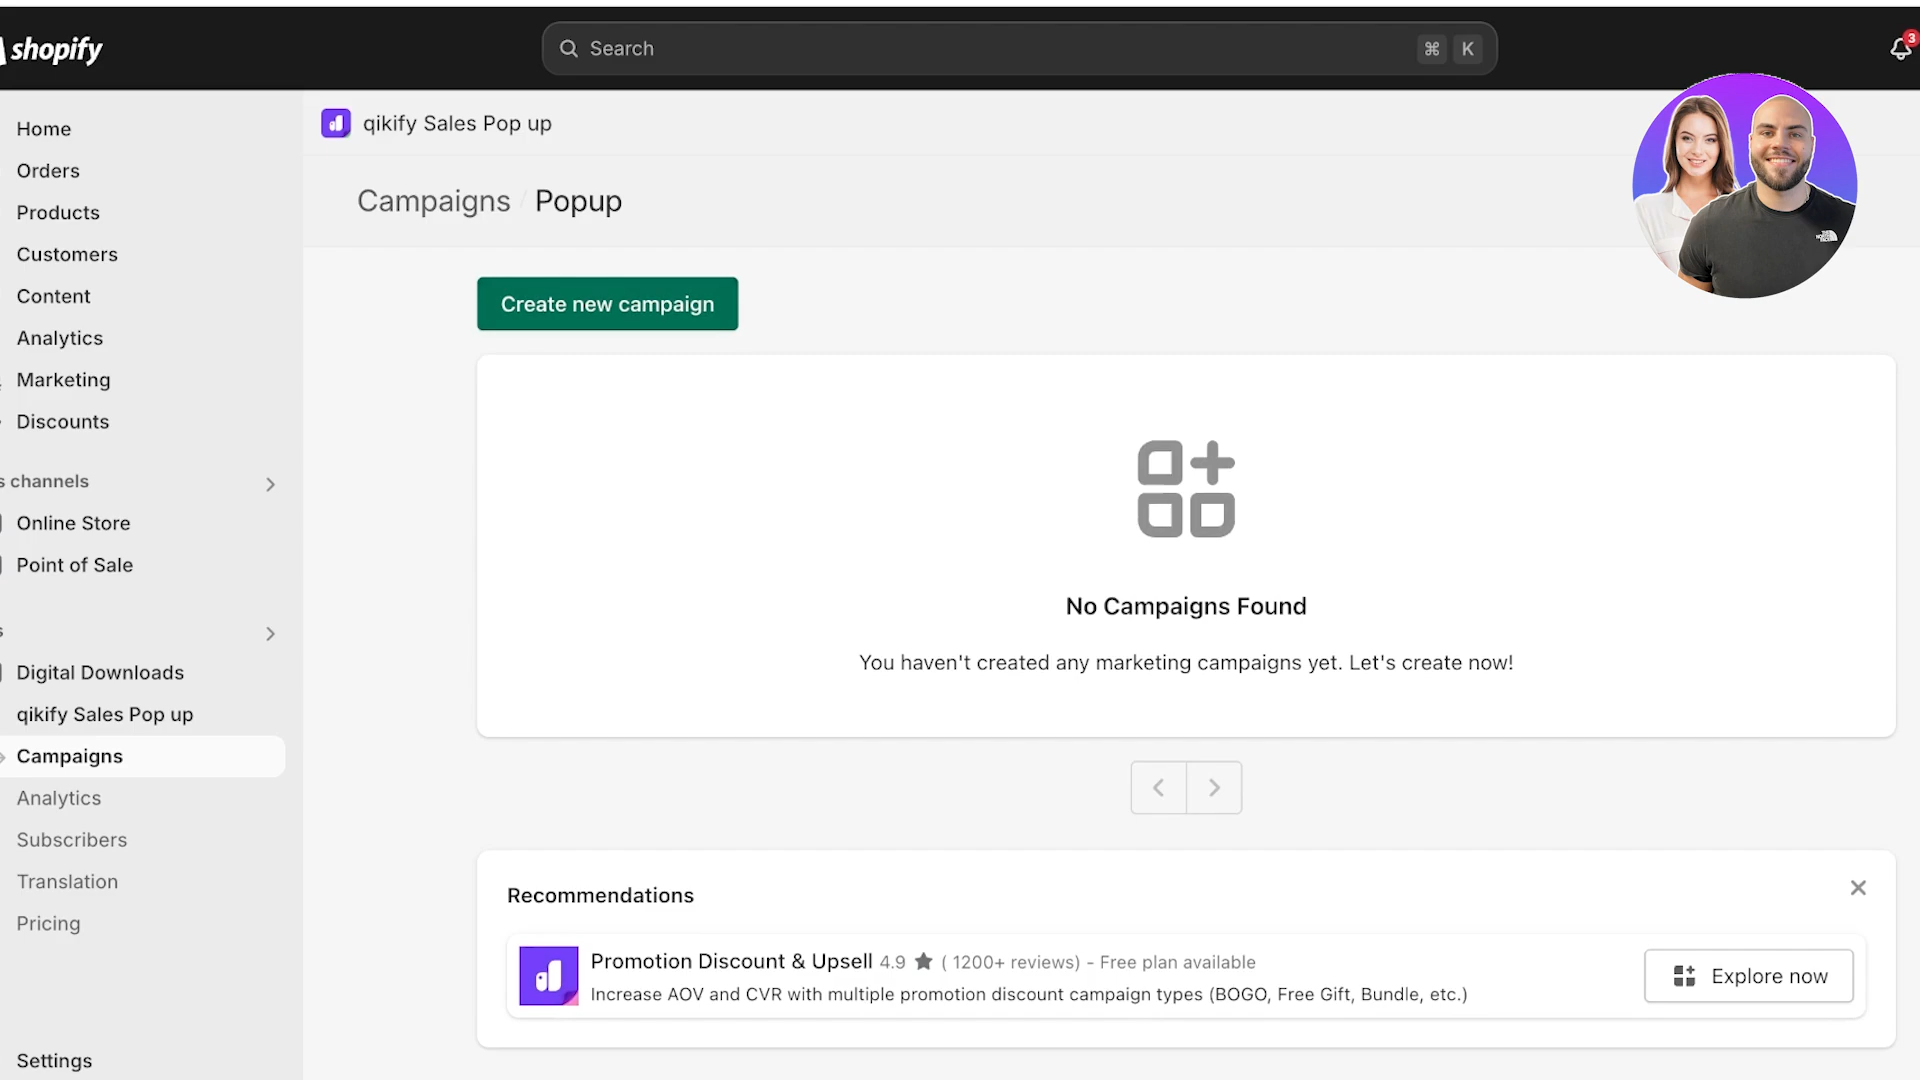 shopify
Search
⌘ K
3
Home
Orders
Products
Customers
Content
Analytics
Marketing
Discounts
s channels
Online Store
Point of Sale
s
Digital Downloads
qikify Sales Pop up
Campaigns
Analytics
Subscribers
Translation
Pricing
Settings
qikify Sales Pop up
Campaigns / Popup
THE NORTH FACE
Create new campaign
No Campaigns Found
You haven't created any marketing campaigns yet. Let's create now!
Recommendations
Promotion Discount & Upsell 4.9 ★ ( 1200+ reviews) - Free plan available
Increase AOV and CVR with multiple promotion discount campaign types (BOGO, Free Gift, Bundle, etc.)
Explore now